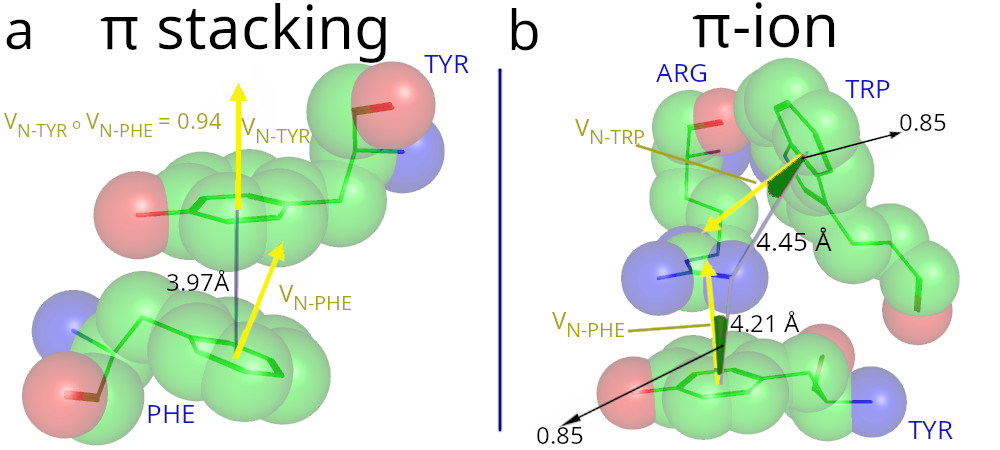 a π stacking
TYR
V_N-TYR ∘ V_N-PHE = 0.94
V_N-TYR
3.97Å
V_N-PHE
PHE
b π-ion
ARG
TRP
V_N-TRP
0.85
4.45 Å
V_N-PHE
4.21 Å
0.85
TYR